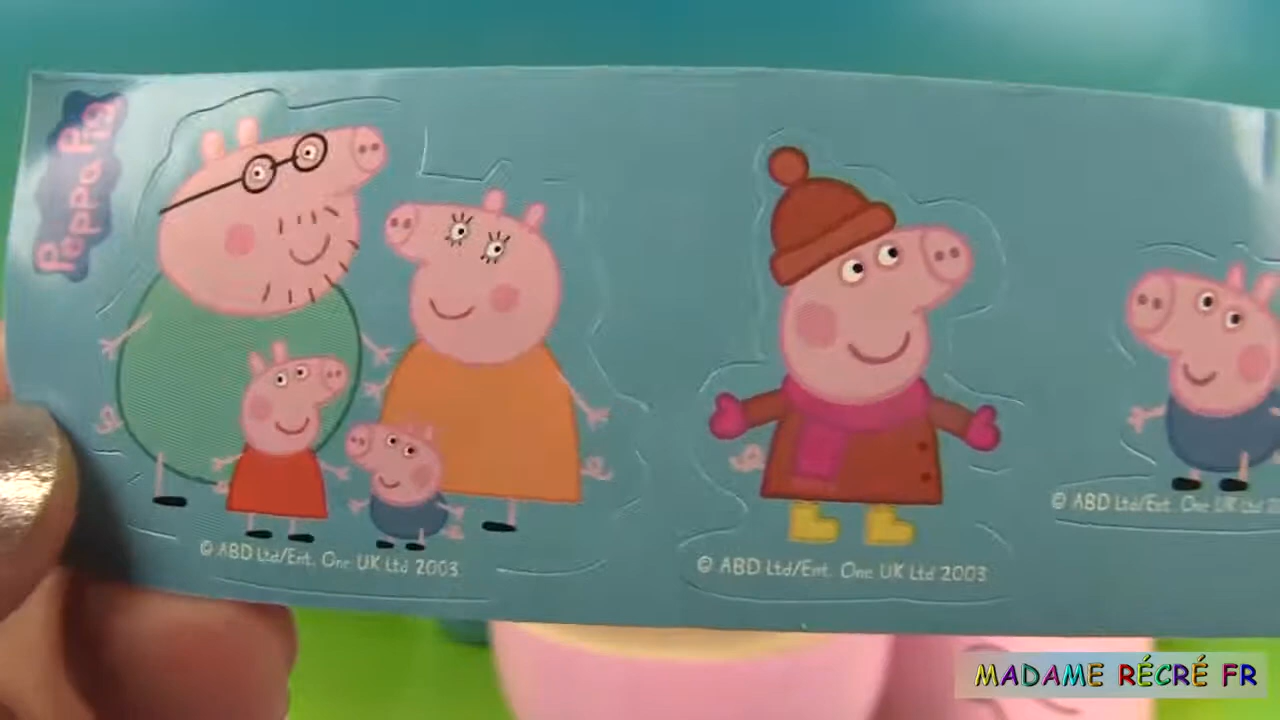 Peppa Pig
© ABD Ltd/Ent. One UK Ltd 2003
© ABD Ltd/Ent. One UK Ltd 2003
© ABD Ltd/Ent. One UK Ltd
MADAME RÉCRÉ FR